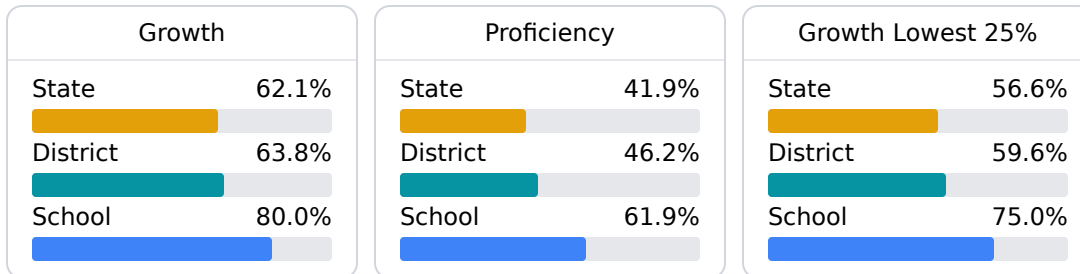 Growth
State 62.1%
District 63.8%
School 80.0%
Proficiency
State 41.9%
District 46.2%
School 61.9%
Growth Lowest 25%
State 56.6%
District 59.6%
School 75.0%